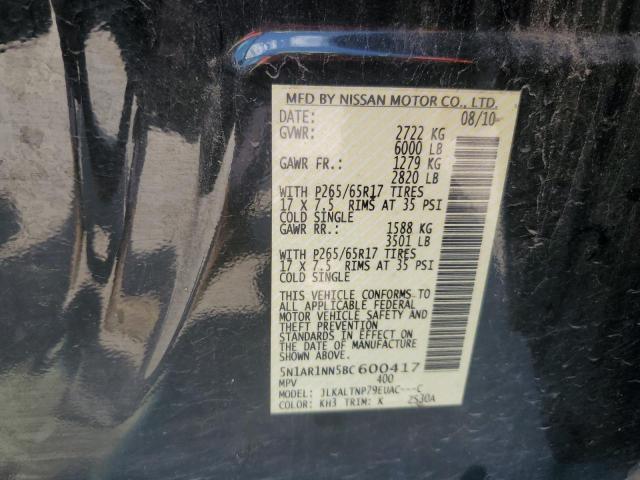 MFD BY NISSAN MOTOR CO., LTD.
DATE: 08/10
GVWR: 2722 KG
6000 LB
GAWR FR.: 1279 KG
2820 LB
WITH P265/65R17 TIRES
17 X 7.5 RIMS AT 35 PSI
COLD SINGLE
GAWR RR.: 1588 KG
3501 LB
WITH P265/65R17 TIRES
17 X 7.5 RIMS AT 35 PSI
COLD SINGLE
THIS VEHICLE CONFORMS TO
ALL APPLICABLE FEDERAL
MOTOR VEHICLE SAFETY AND
THEFT PREVENTION
STANDARDS IN EFFECT ON
THE DATE OF MANUFACTURE
SHOWN ABOVE.
5N1AR1NN5BC600417
MPV 400
MODEL: JLKALTNP79EUAC---C
COLOR: KH3 TRIM: K 2S30A